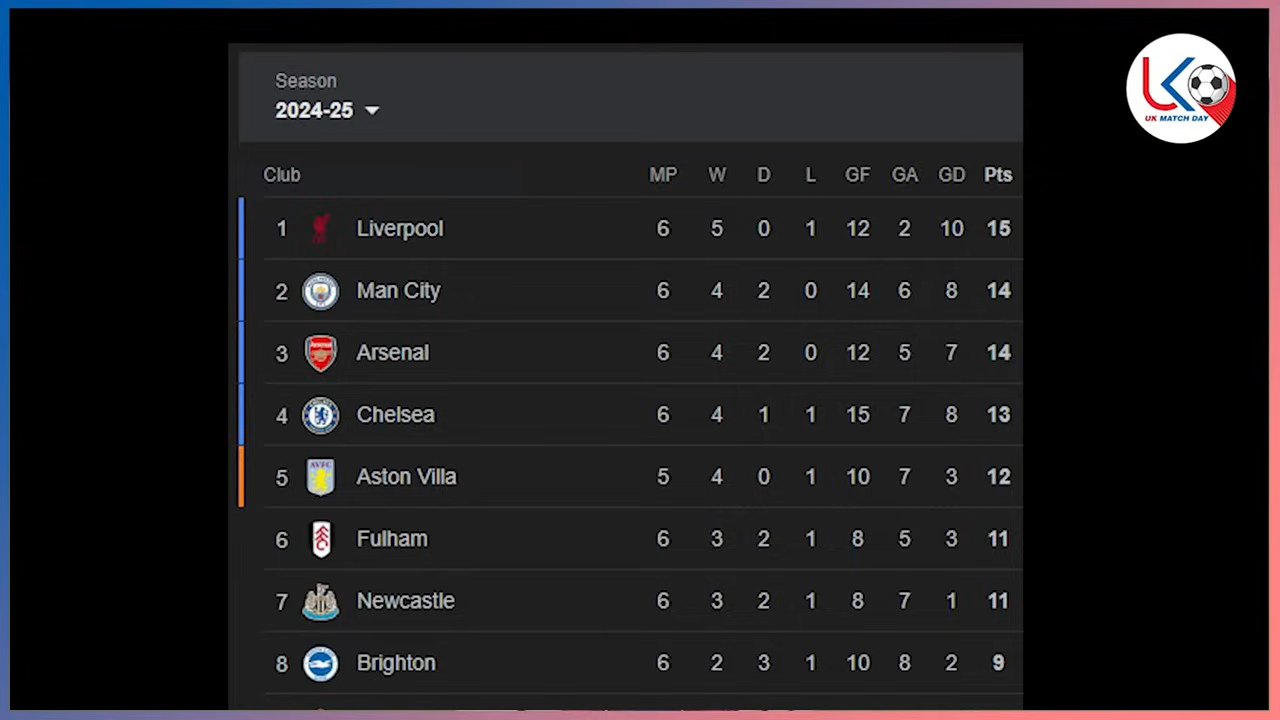 Season
2024-25
UK MATCH DAY
Club MP W D L GF GA GD Pts
1 Liverpool 6 5 0 1 12 2 10 15
2 Man City 6 4 2 0 14 6 8 14
3 Arsenal 6 4 2 0 12 5 7 14
4 Chelsea 6 4 1 1 15 7 8 13
5 Aston Villa 5 4 0 1 10 7 3 12
6 Fulham 6 3 2 1 8 5 3 11
7 Newcastle 6 3 2 1 8 7 1 11
8 Brighton 6 2 3 1 10 8 2 9